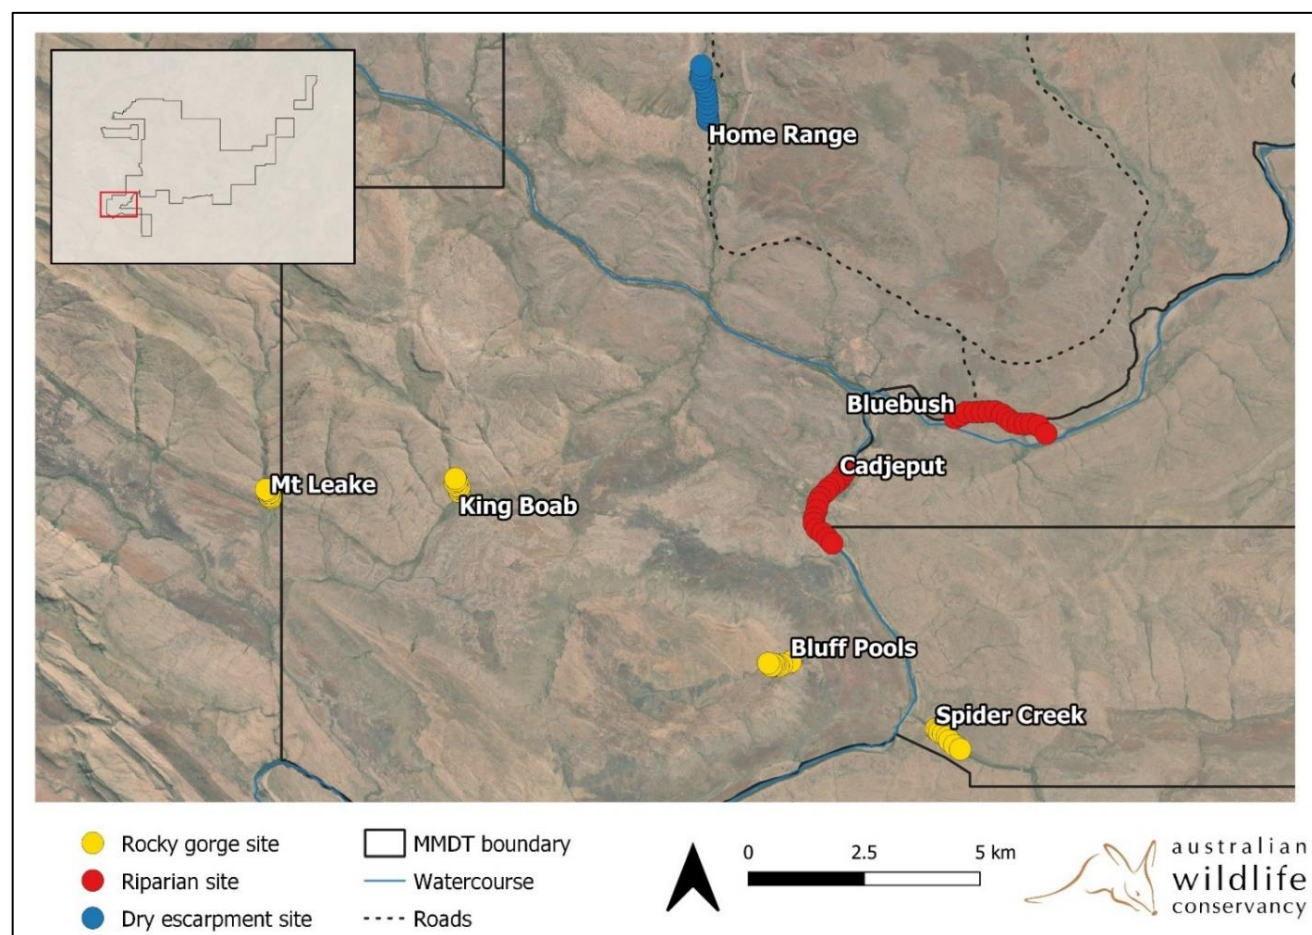 Home Range
Bluebush
Cadjeput
Mt Leake
King Boab
Bluff Pools
Spider Creek
Rocky gorge site
Riparian site
Dry escarpment site
MMDT boundary
Watercourse
Roads
0 2.5 5 km
australian
wildlife
conservancy